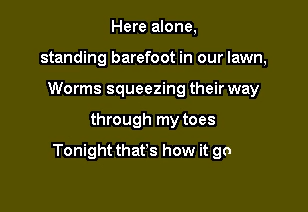 Here alone,
standing barefoot in our lawn,
Worms squeezing their way
through my toes
Tonight that's how it go